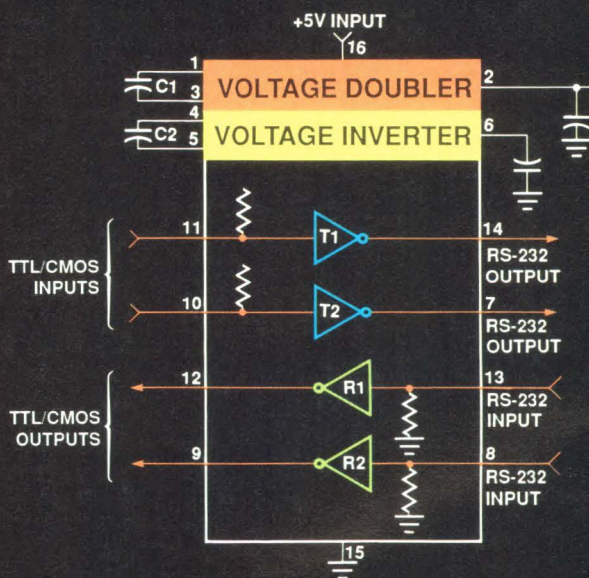 +5V INPUT
16
1
C1
3
VOLTAGE DOUBLER
2
4
C2
5
VOLTAGE INVERTER
6
TTL/CMOS
INPUTS
11
T1
14
RS-232
OUTPUT
10
T2
7
RS-232
OUTPUT
TTL/CMOS
OUTPUTS
12
R1
13
RS-232
INPUT
9
R2
8
RS-232
INPUT
15